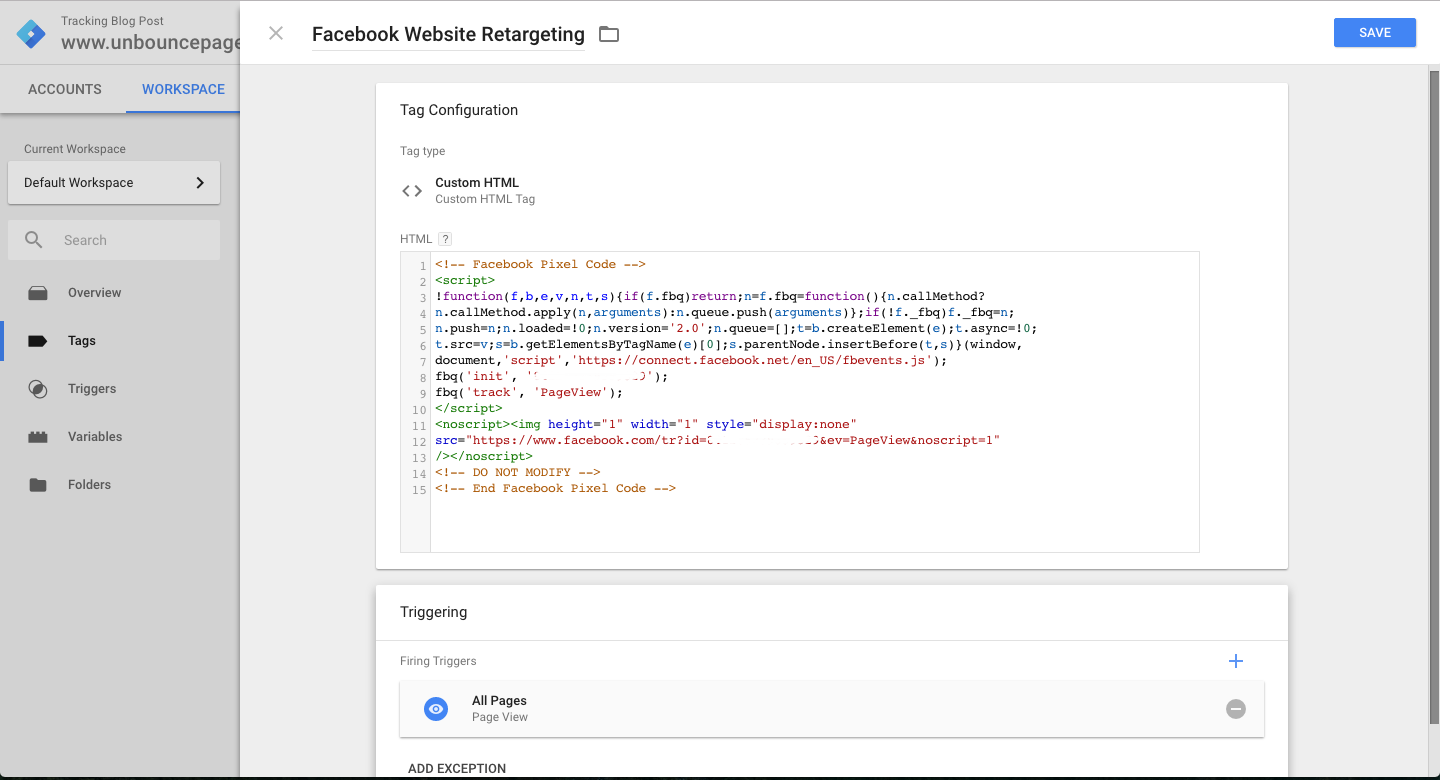 Tracking Blog Post
www.unbouncepage
Facebook Website Retargeting
SAVE
ACCOUNTS
WORKSPACE
Current Workspace
Default Workspace
Search
Overview
Tags
Triggers
Variables
Folders
Tag Configuration
Tag type
Custom HTML
Custom HTML Tag
HTML ?
1 <!-- Facebook Pixel Code -->
2 <script>
3 !function(f,b,e,v,n,t,s){if(f.fbq)return;n=f.fbq=function(){n.callMethod?
4 n.callMethod.apply(n,arguments):n.queue.push(arguments)};if(!f._fbq)f._fbq=n;
5 n.push=n;n.loaded=!0;n.version='2.0';n.queue=[];t=b.createElement(e);t.async=!0;
6 t.src=v;s=b.getElementsByTagName(e)[0];s.parentNode.insertBefore(t,s)}(window,
7 document,'script','https://connect.facebook.net/en_US/fbevents.js');
8 fbq('init', '');
9 fbq('track', 'PageView');
10 </script>
11 <noscript><img height="1" width="1" style="display:none"
12 src="https://www.facebook.com/tr?id=&ev=PageView&noscript=1"
13 /></noscript>
14 <!-- DO NOT MODIFY -->
15 <!-- End Facebook Pixel Code -->
Triggering
Firing Triggers
All Pages
Page View
ADD EXCEPTION